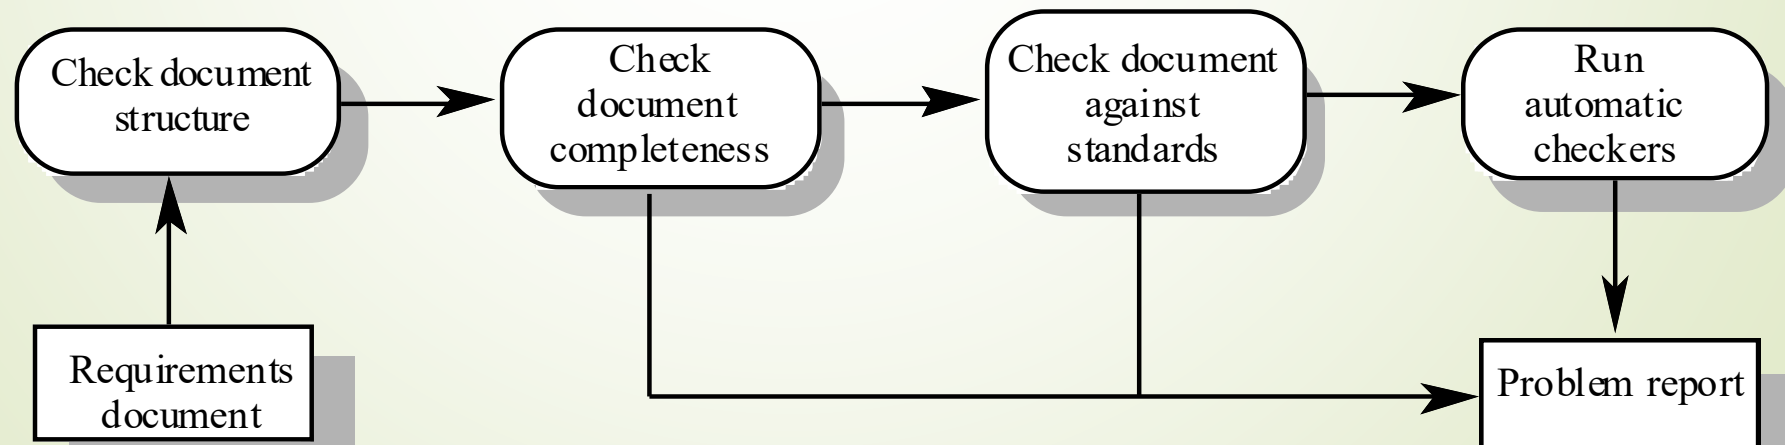 Check document
structure
Check
document
completeness
Check document
against
standards
Run
automatic
checkers
Requirements
document
Problem report